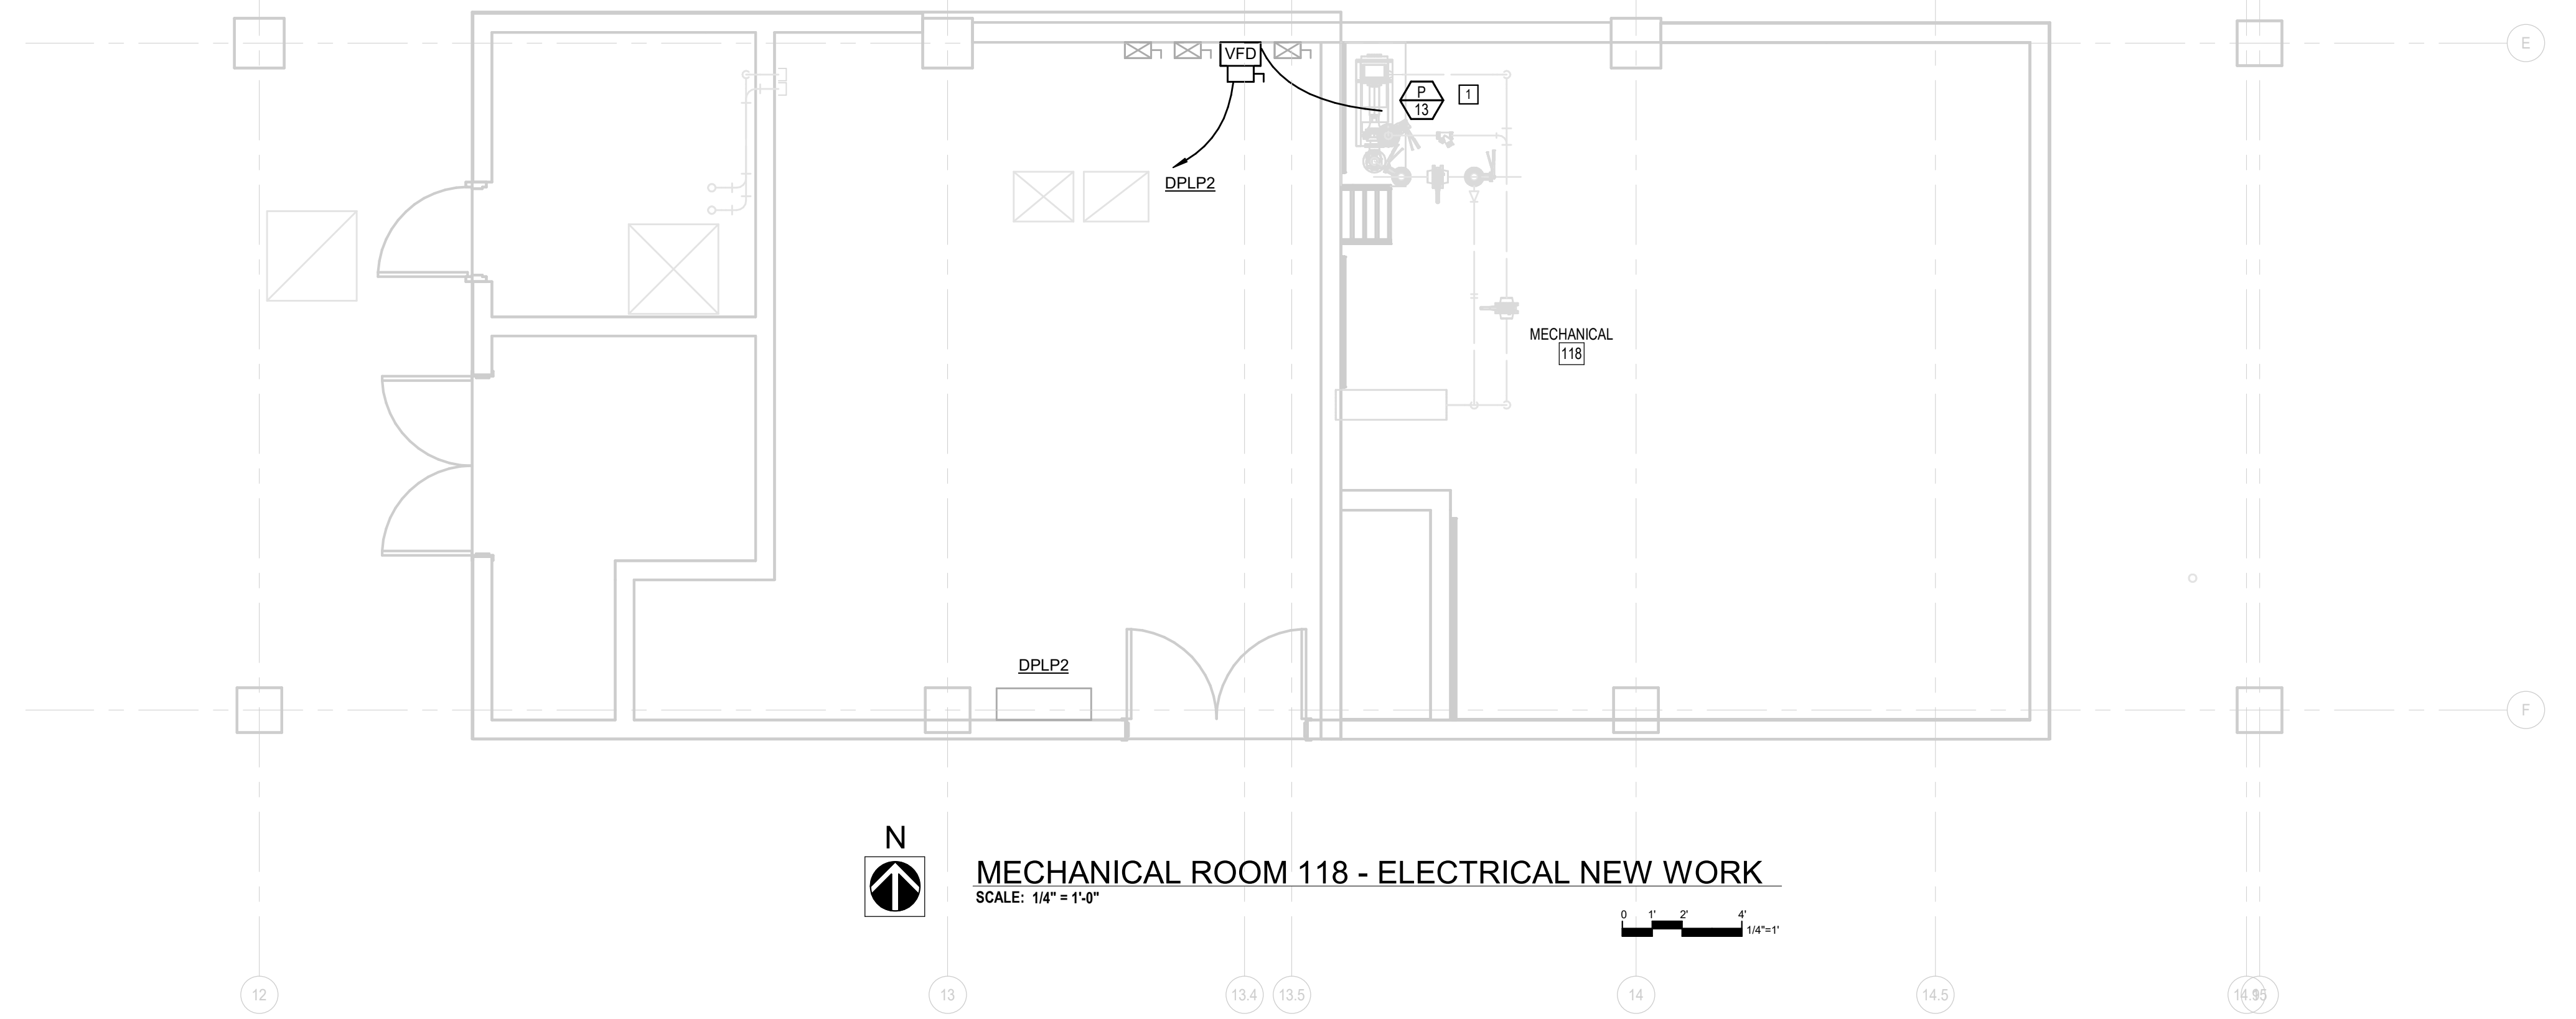 E
VFD
P
13
1
DPLP2
MECHANICAL
118
DPLP2
F
N
MECHANICAL ROOM 118 - ELECTRICAL NEW WORK
SCALE: 1/4" = 1'-0"
0 1' 2' 4'
1/4"=1'
12 13 13.4 13.5 14 14.5 15